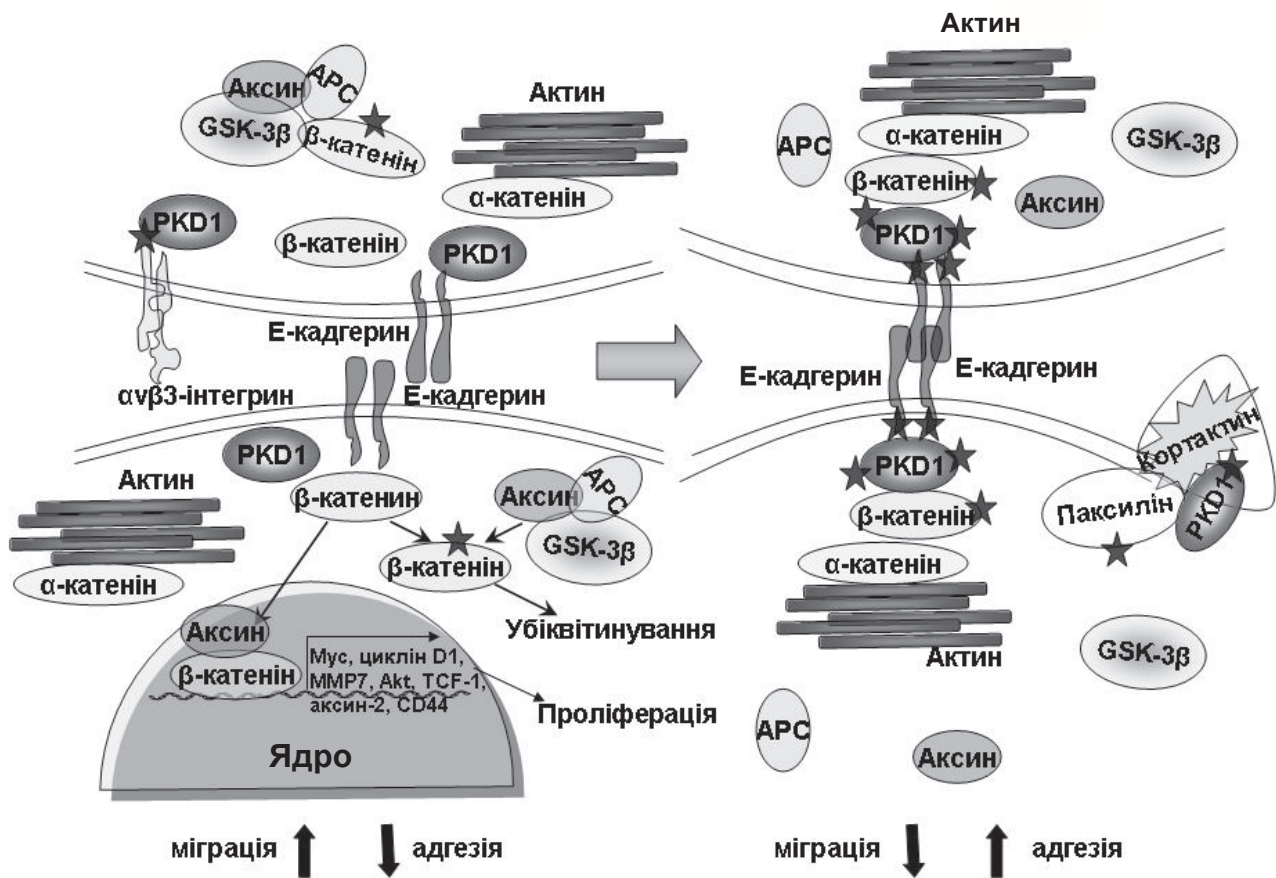 Аксин
APC
GSK-3β
β-катенін
Актин
α-катенін
PKD1
β-катенін
PKD1
Е-кадгерин
αvβ3-інтегрин
Е-кадгерин
PKD1
Актин
β-катенин
Аксин
APC
GSK-3β
α-катенін
β-катенін
Убіквітинування
Аксин
β-катенін
Мус, циклін D1,
MMP7, Akt, TCF-1,
аксин-2, CD44
Проліферація
Ядро
міграція
адгезія
Актин
α-катенін
APC
GSK-3β
β-катенін
Аксин
PKD1
Е-кадгерин
Е-кадгерин
PKD1
Кортактин
Паксилін
PKD1
β-катенін
α-катенін
Актин
GSK-3β
APC
Аксин
міграція
адгезія